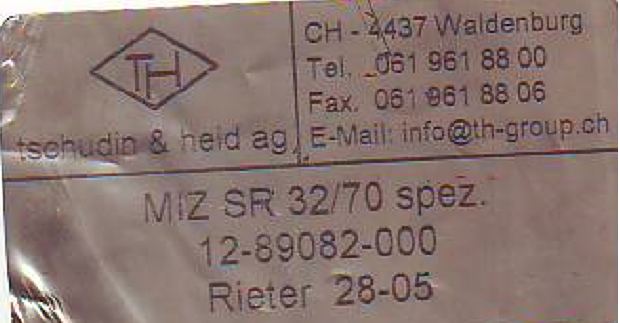 TH
tschudin & heid ag
CH - 4437 Waldenburg
Tel. 061 961 88 00
Fax. 061 961 88 06
E-Mail: info@th-group.ch
MIZ SR 32/70 spez.
12-89082-000
Rieter 28-05